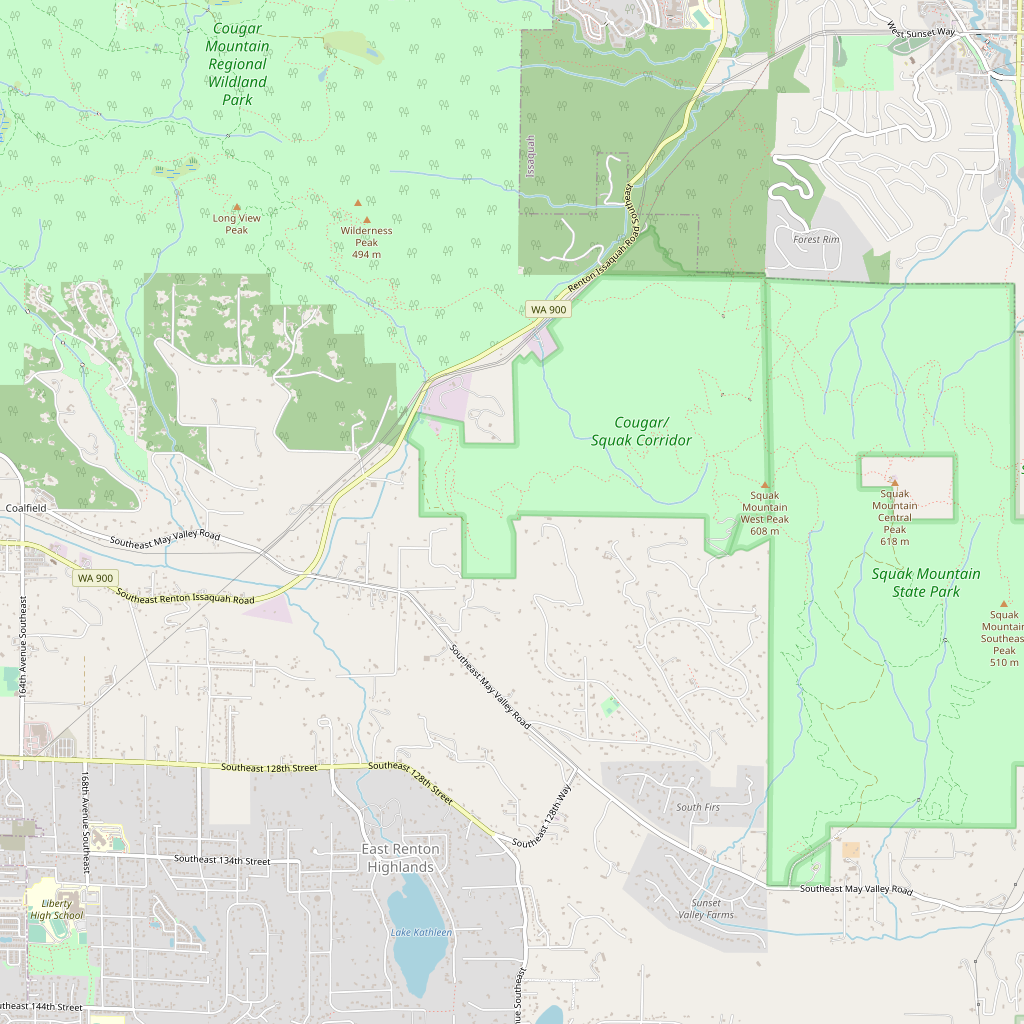 Cougar
Mountain
Regional
Wildland
Park
West Sunset Way
Issaquah
Renton Issaquah Road Southeast
Long View
Peak
Wilderness
Peak
494 m
Forest Rim
WA 900
Cougar/
Squak Corridor
Squak
Mountain
West Peak
608 m
Squak
Mountain
Central
Peak
618 m
Coalfield
Southeast May Valley Road
WA 900
Southeast Renton Issaquah Road
164th Avenue Southeast
Squak Mountain
State Park
Squak
Mountain
Southeas
Peak
510 m
Southeast May Valley Road
Southeast 128th Street
Southeast 128th Street
168th Avenue Southeast
Southeast 128th Way
South Firs
Southeast 134th Street
East Renton
Highlands
Liberty
High School
Lake Kathleen
Sunset
Valley Farms
Southeast May Valley Road
ue Southeast
utheast 144th Street